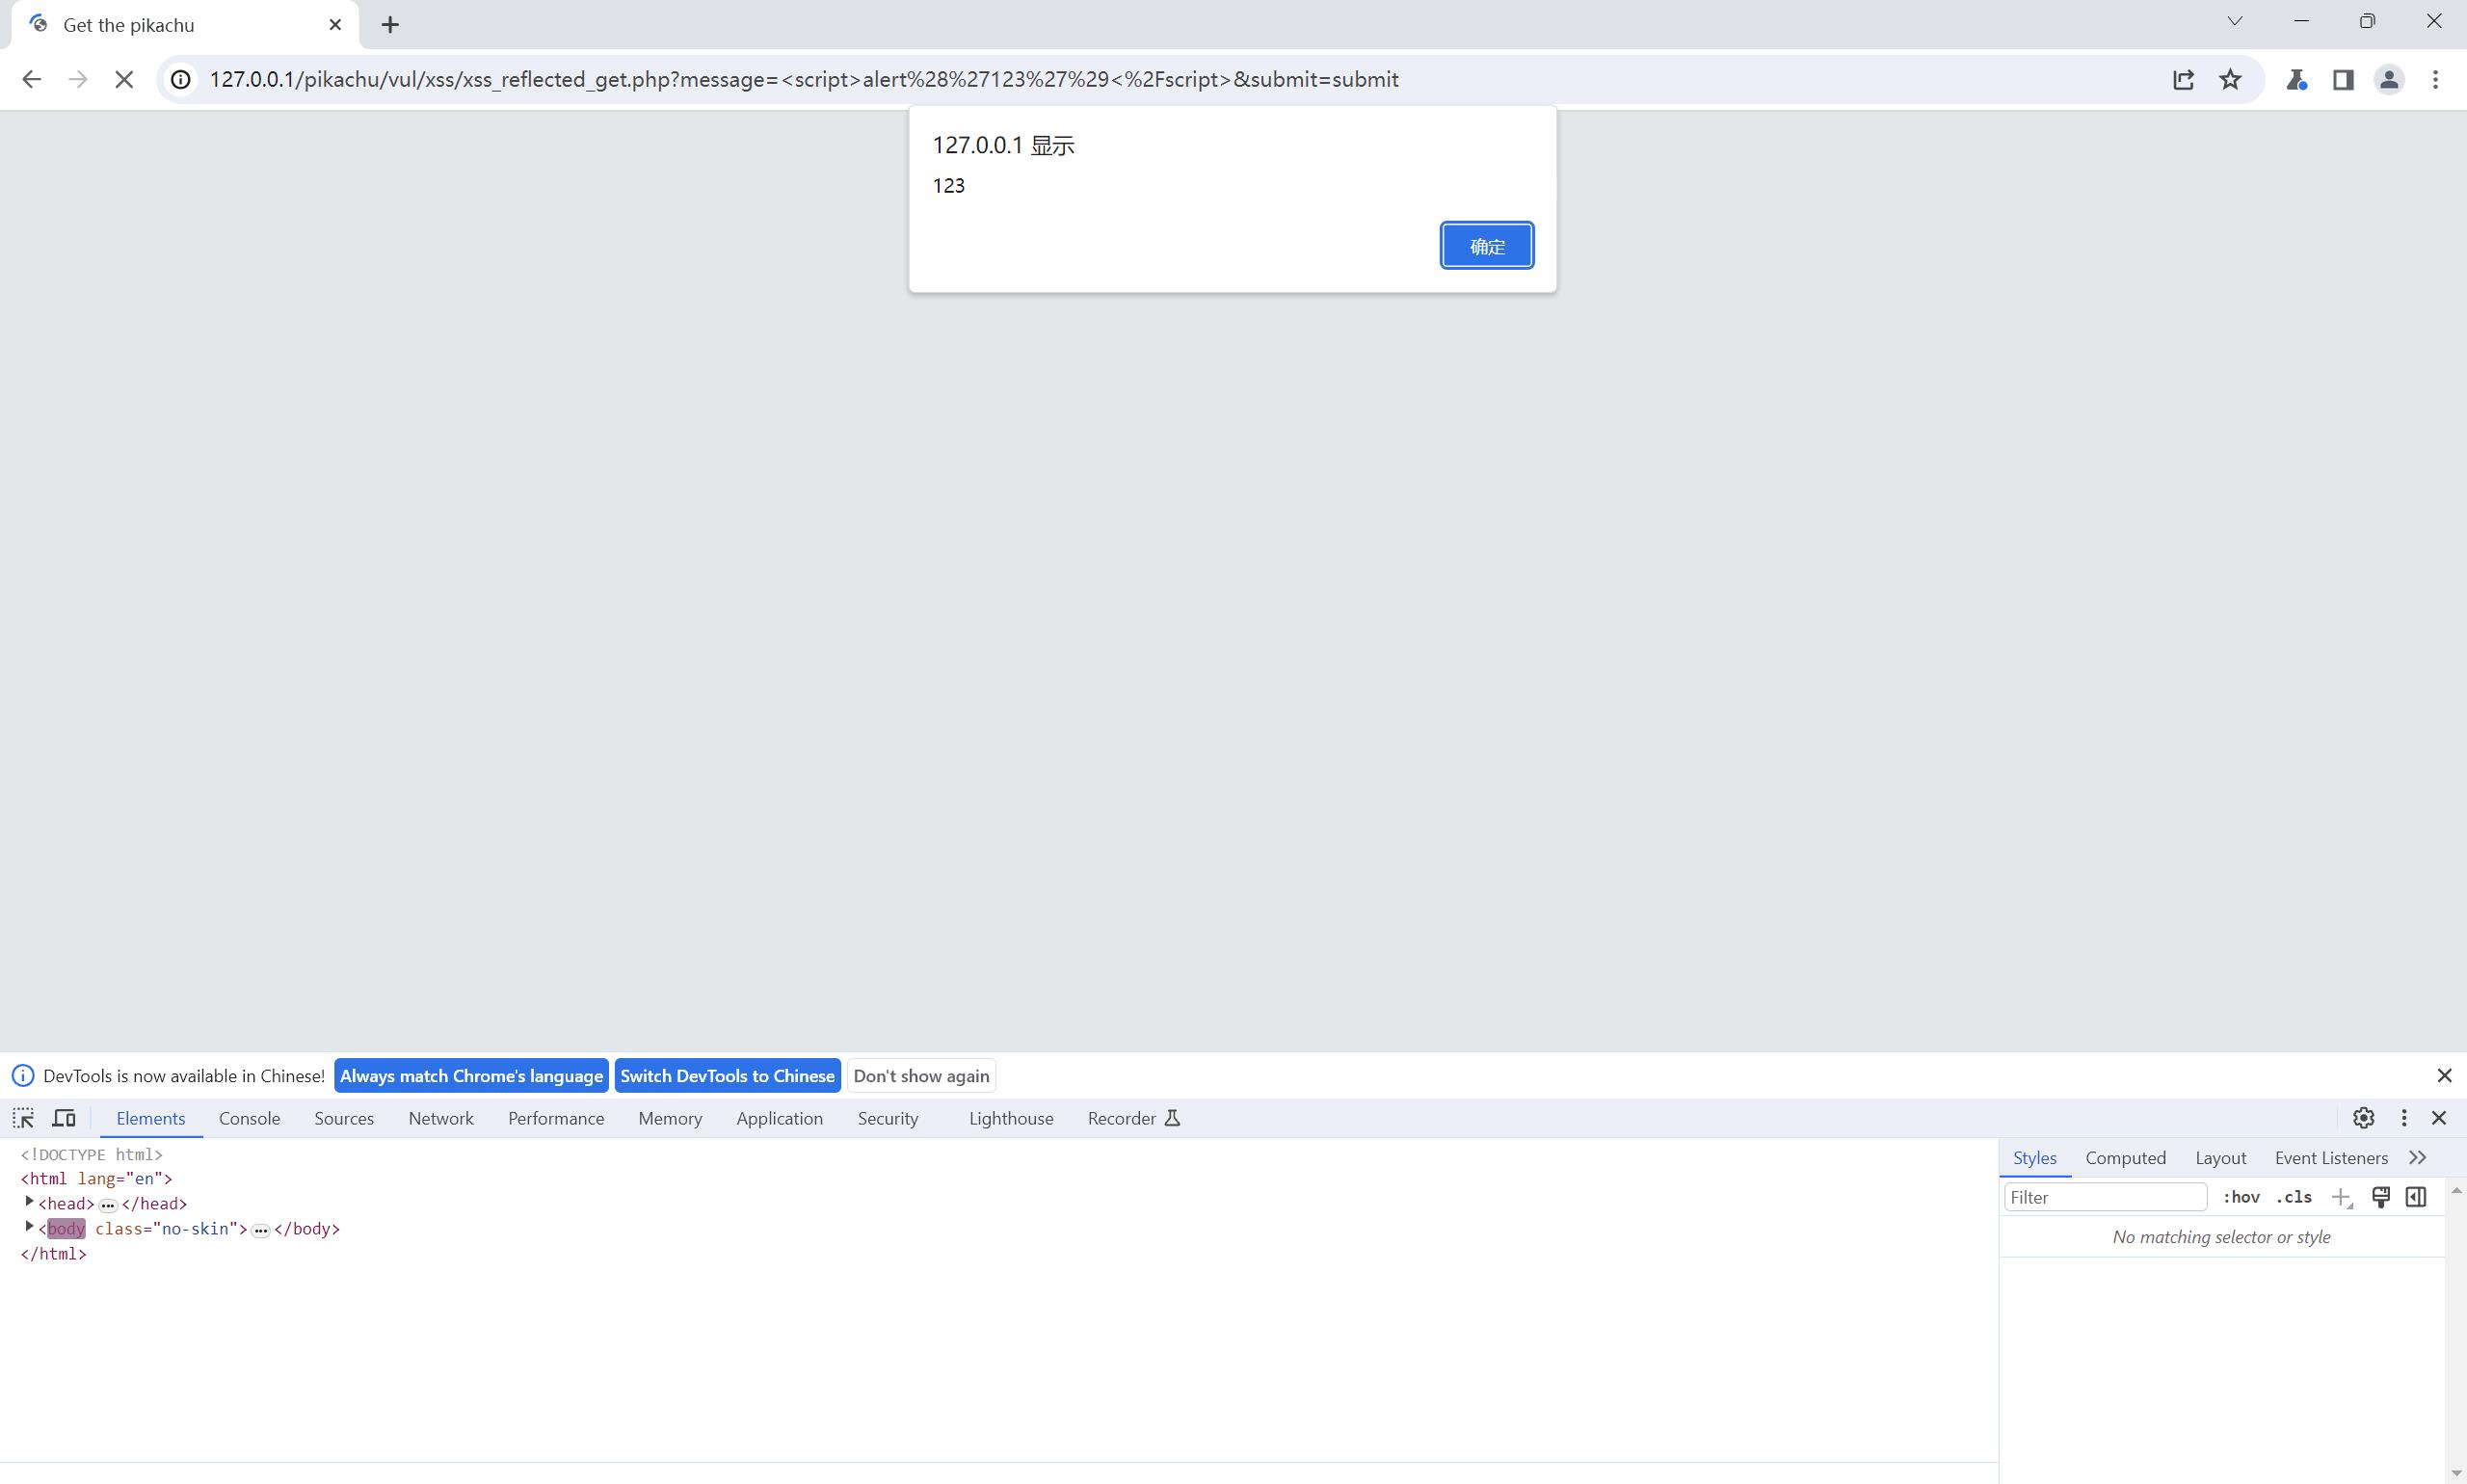 Get the pikachu
127.0.0.1/pikachu/vul/xss/xss_reflected_get.php?message=<script>alert%28%27123%27%29<%2Fscript>&submit=submit
127.0.0.1 显示
123
确定
DevTools is now available in Chinese! Always match Chrome's language Switch DevTools to Chinese Don't show again
Elements Console Sources Network Performance Memory Application Security Lighthouse Recorder
<!DOCTYPE html>
<html lang="en">
<head>…</head>
<body class="no-skin">…</body>
</html>
Styles Computed Layout Event Listeners
Filter :hov .cls
No matching selector or style